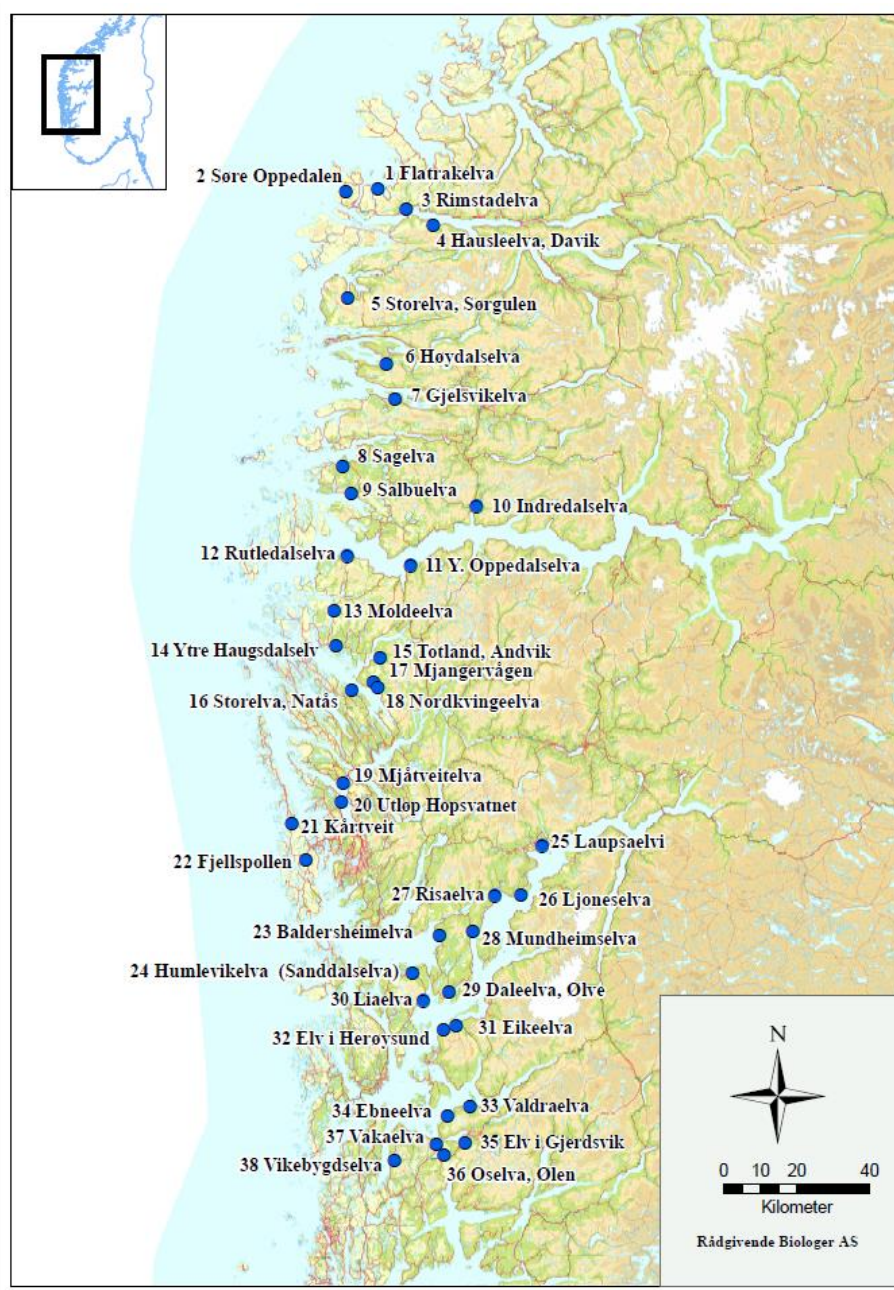 2 Søre Oppedalen
1 Flatrakelva
3 Rimstadelva
4 Hausleelva, Davik
5 Storelva, Sørgulen
6 Høydalselva
7 Gjelsvikelva
8 Sagelva
9 Salbuelva
10 Indredalselva
12 Rutledalselva
11 Y. Oppedalselva
13 Moldeelva
14 Ytre Haugsdalselv
15 Totland, Andvik
17 Mjangervågen
16 Storelva, Natås
18 Nordkvingeelva
19 Mjåtveitelva
20 Utløp Hopsvatnet
21 Kårtveit
22 Fjellspollen
25 Laupsaelvi
27 Risaelva
26 Ljoneselva
23 Baldersheimelva
28 Mundheimselva
24 Humlevikelva (Sanddalselva)
29 Daleelva, Ølve
30 Liaelva
31 Eikeelva
32 Elv i Herøysund
33 Valdraelva
34 Ebneelva
37 Vakaelva
35 Elv i Gjerdsvik
38 Vikebygdselva
36 Oselva, Ølen
N
0 10 20 40
Kilometer
Rådgivende Biologer AS